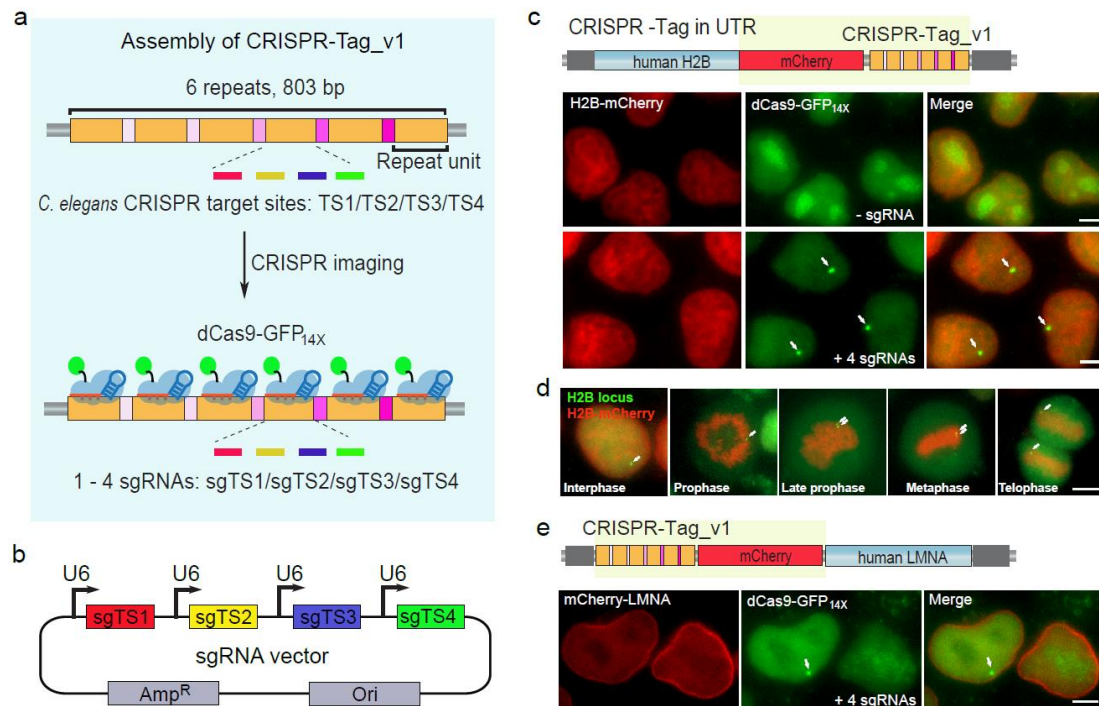 a
Assembly of CRISPR-Tag_v1
6 repeats, 803 bp
Repeat unit
C. elegans CRISPR target sites: TS1/TS2/TS3/TS4
CRISPR imaging
dCas9-GFP14X
1 - 4 sgRNAs: sgTS1/sgTS2/sgTS3/sgTS4
b
U6 U6 U6 U6
sgTS1 sgTS2 sgTS3 sgTS4
sgRNA vector
AmpR Ori
c
CRISPR -Tag in UTR
CRISPR-Tag_v1
human H2B mCherry
H2B-mCherry dCas9-GFP14X Merge
- sgRNA
+ 4 sgRNAs
d
H2B locus
H2B-mCherry
Interphase Prophase Late prophase Metaphase Telophase
e
CRISPR-Tag_v1
mCherry human LMNA
mCherry-LMNA dCas9-GFP14X Merge
+ 4 sgRNAs